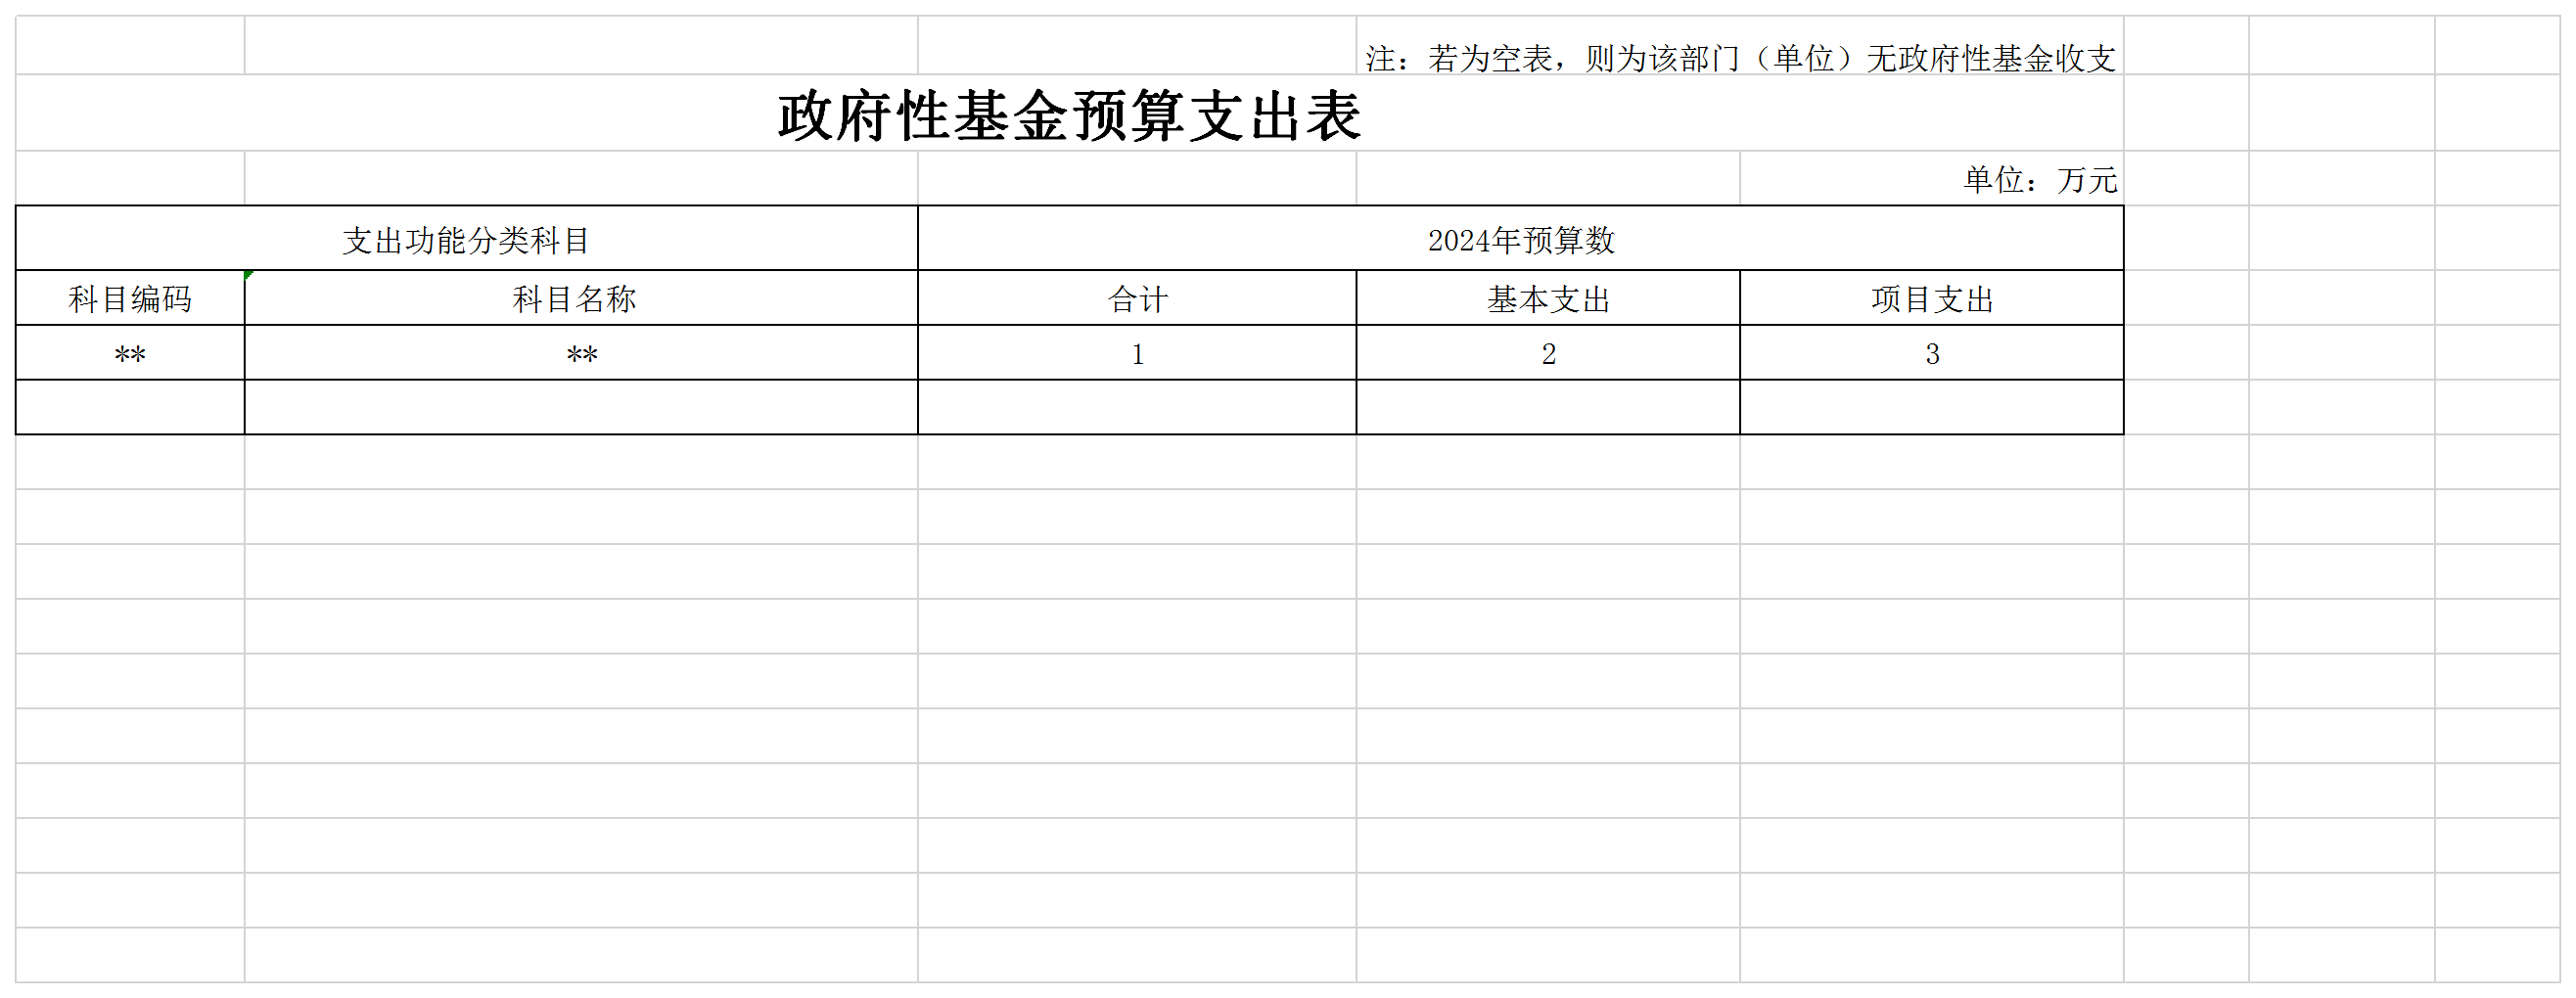 注：若为空表，则为该部门（单位）无政府性基金收支
政府性基金预算支出表
单位：万元
支出功能分类科目 2024年预算数
科目编码 科目名称 合计 基本支出 项目支出
** ** 1 2 3